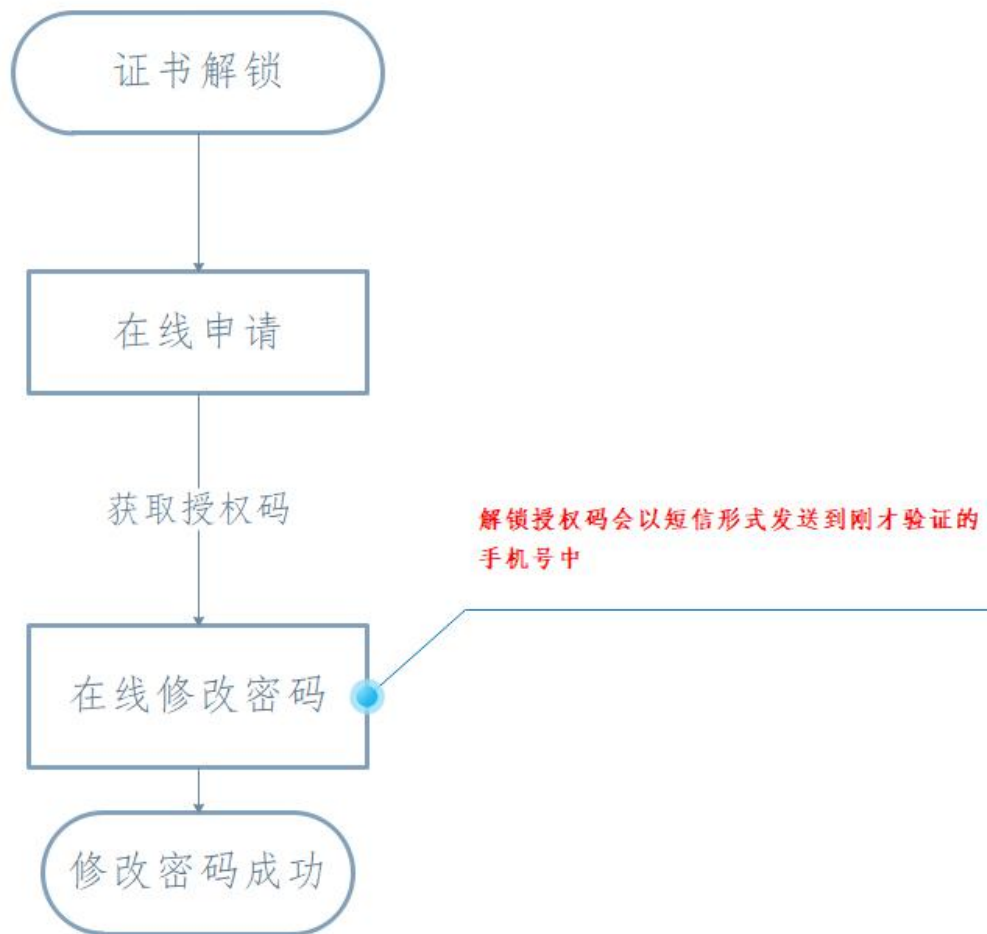 证书解锁
在线申请
获取授权码
解锁授权码会以短信形式发送到刚才验证的
手机号中
在线修改密码
修改密码成功